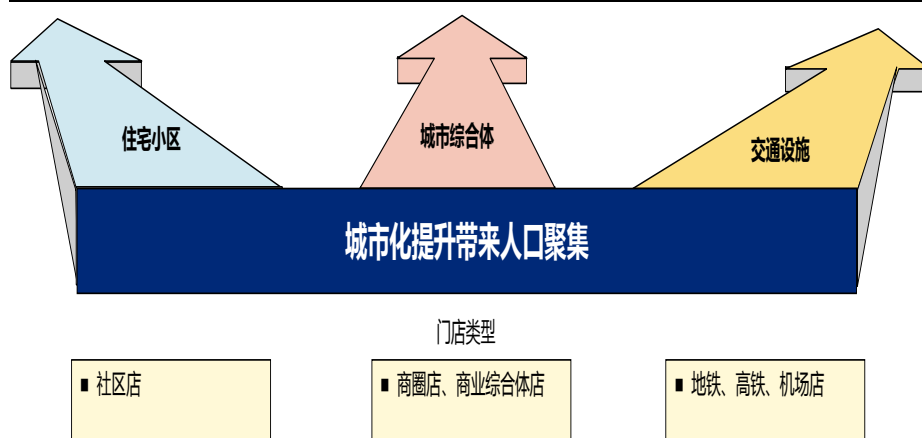 住宅小区
城市综合体
交通设施
城市化提升带来人口聚集
门店类型
■ 社区店
■ 商圈店、商业综合体店
■ 地铁、高铁、机场店